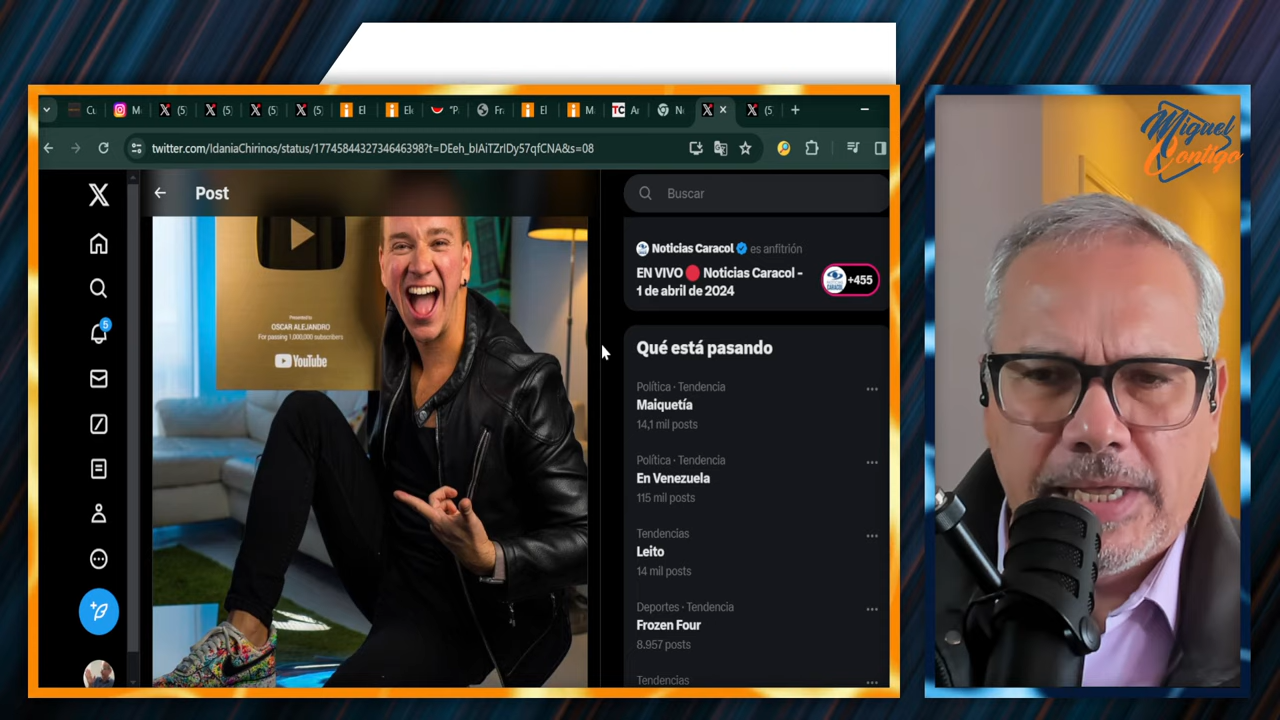 Miguel
Contigo
twitter.com/IdaniaChirinos/status/1774584432734646398?t=DEeh_blAiTZrlDy57qfCNA&s=08
Post
Buscar
Presented to
OSCAR ALEJANDRO
For passing 1,000,000 subscribers
YouTube
Noticias Caracol es anfitrión
EN VIVO Noticias Caracol -
1 de abril de 2024
+455
Qué está pasando
Política · Tendencia
Maiquetía
14,1 mil posts
Política · Tendencia
En Venezuela
115 mil posts
Tendencias
Leito
14 mil posts
Deportes · Tendencia
Frozen Four
8.957 posts
Tendencias
5